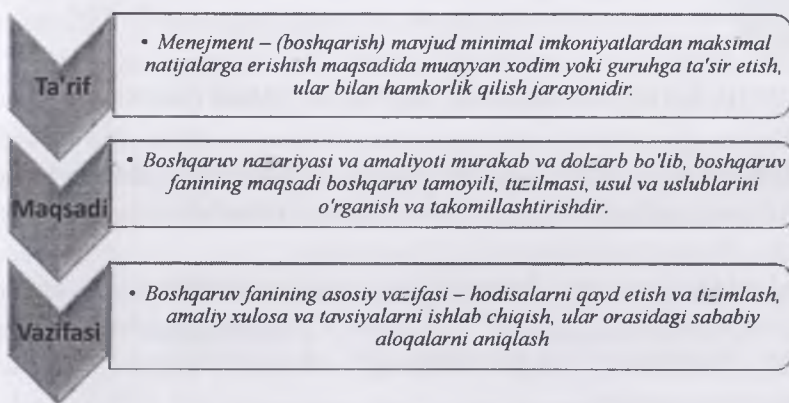 Ta'rif
• Menejment – (boshqarish) mavjud minimal imkoniyatlardan maksimal
natijalarga erishish maqsadida muayyan xodim yoki guruhga ta'sir etish,
ular bilan hamkorlik qilish jarayonidir.
Maqsadi
• Boshqaruv nazariyasi va amaliyoti murakab va dolzarb bo'lib, boshqaruv
fanining maqsadi boshqaruv tamoyili, tuzilmasi, usul va uslublarini
o'rganish va takomillashtirishdir.
Vazifasi
• Boshqaruv fanining asosiy vazifasi – hodisalarni qayd etish va tizimlash,
amaliy xulosa va tavsiyalarni ishlab chiqish, ular orasidagi sababiy
aloqalarni aniqlash